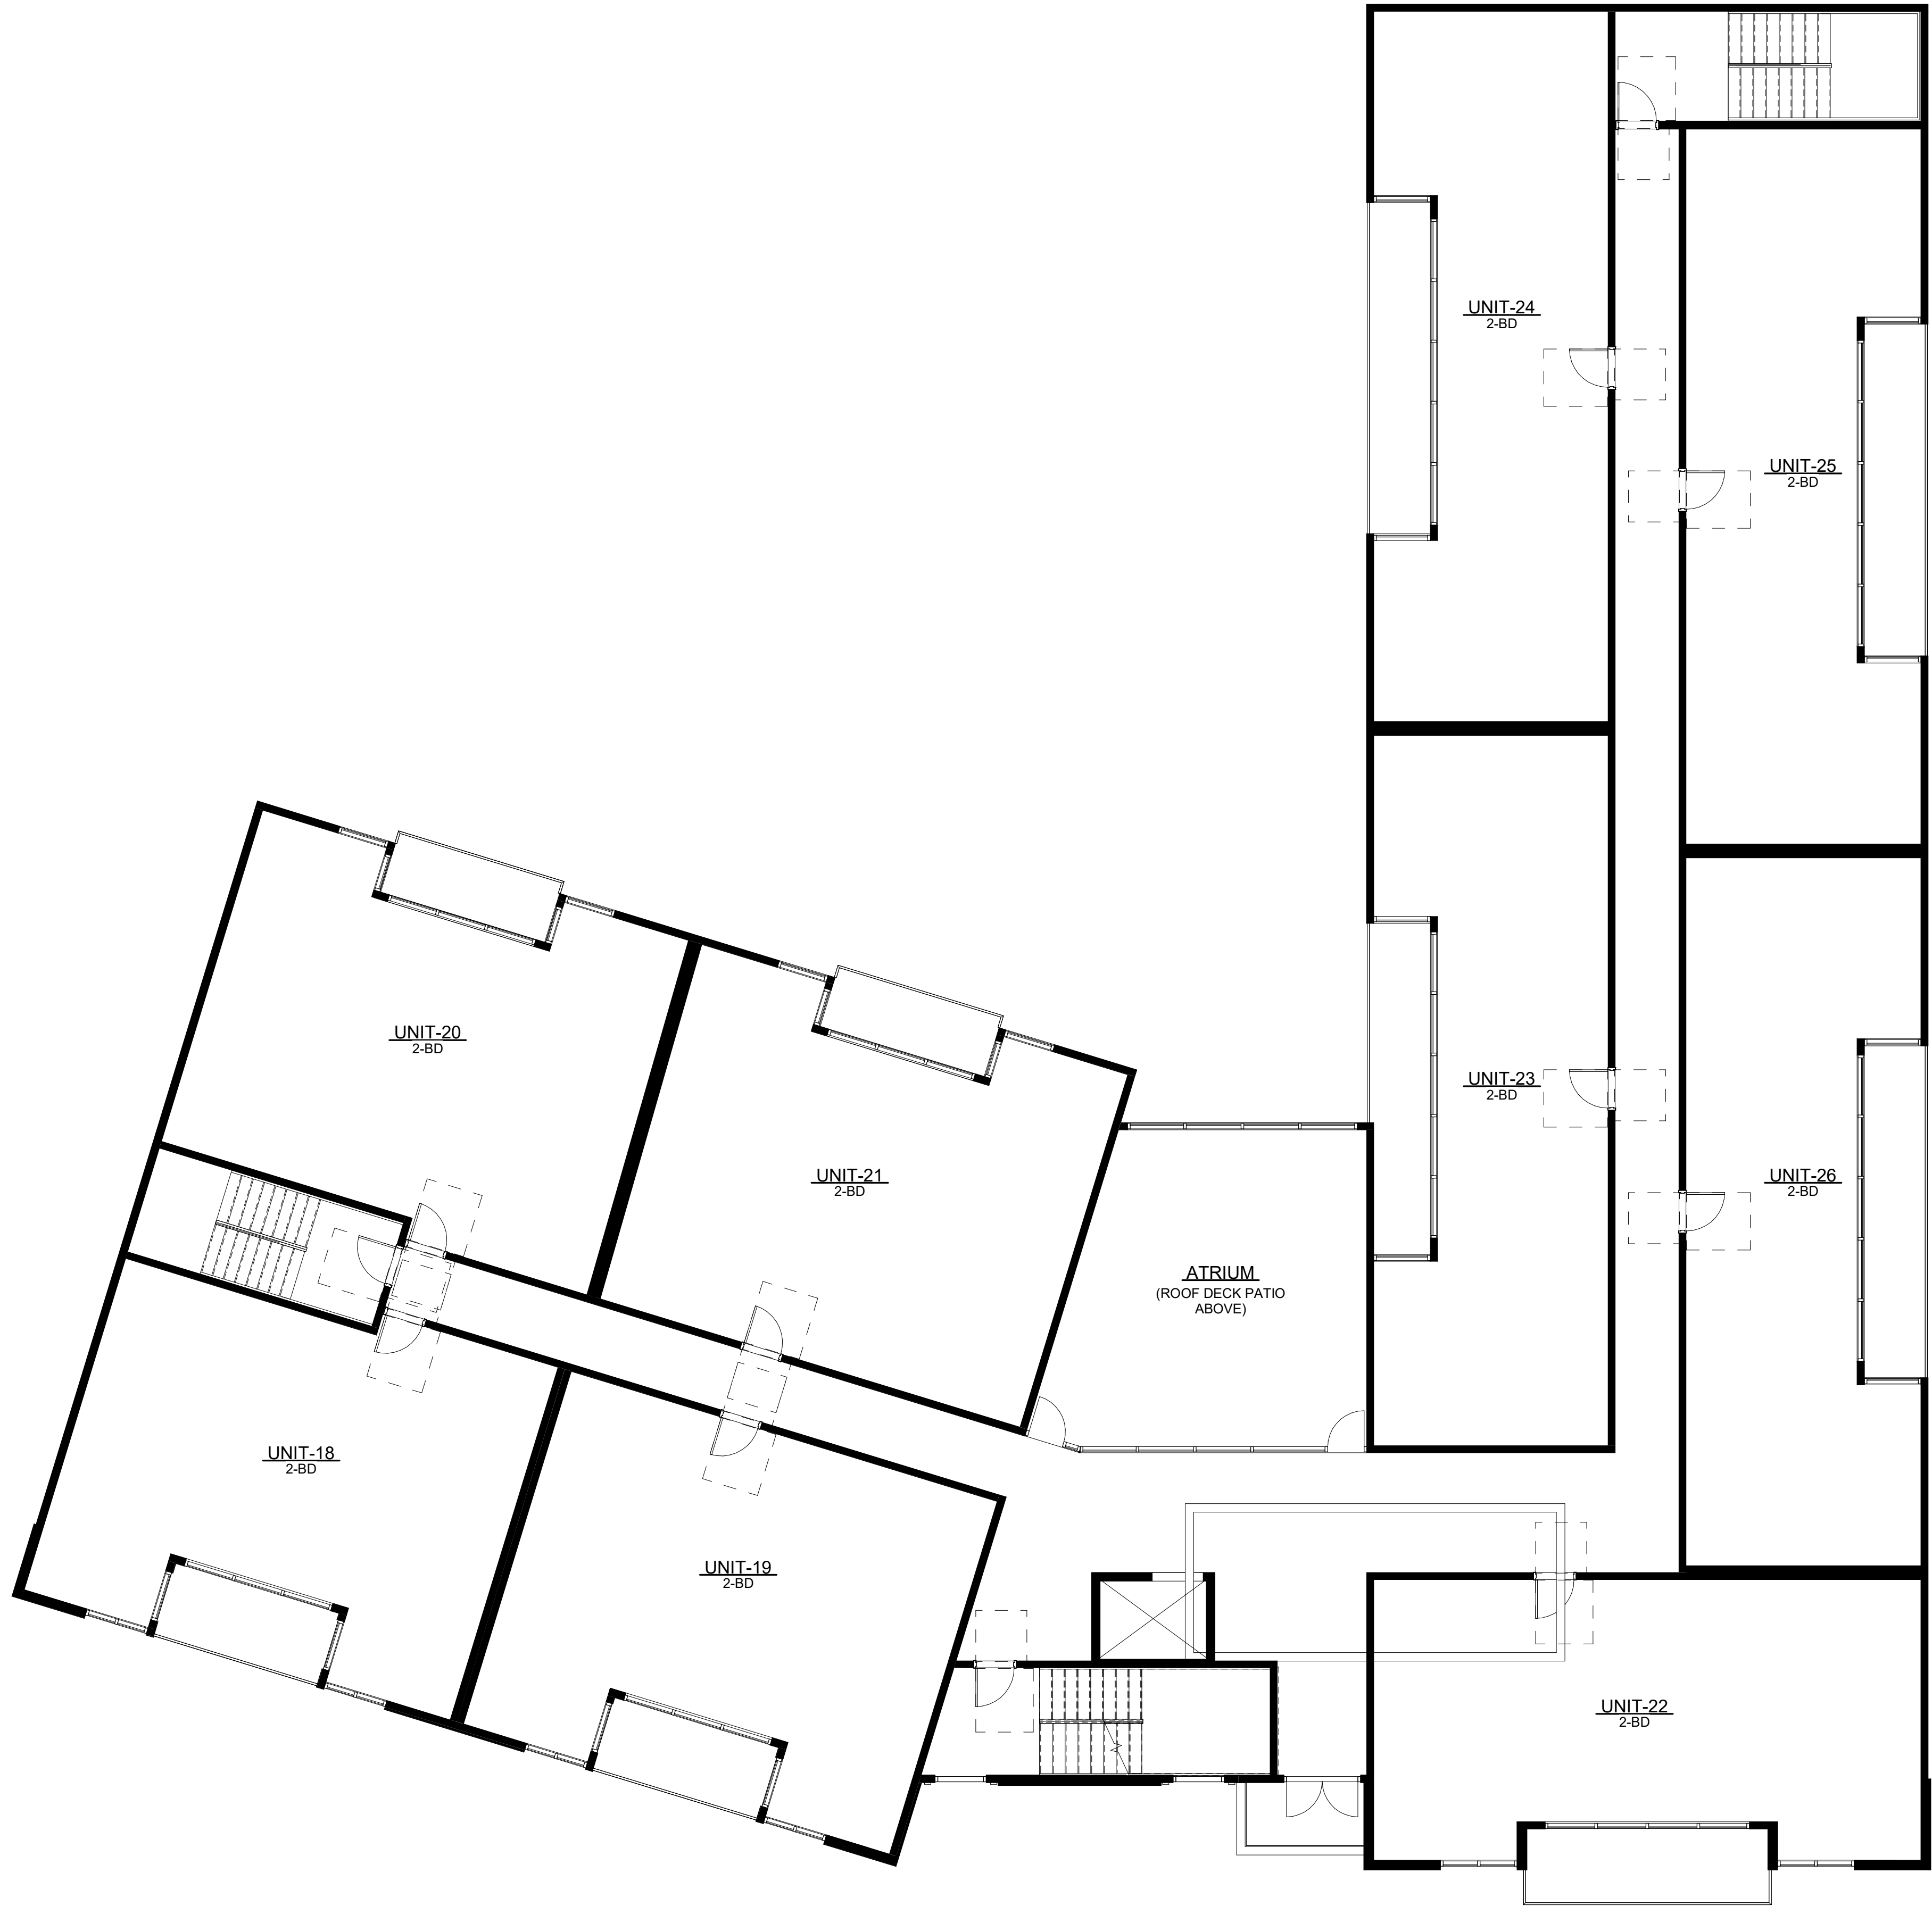 UNIT-24
2-BD
UNIT-25
2-BD
UNIT-20
2-BD
UNIT-23
2-BD
UNIT-21
2-BD
UNIT-26
2-BD
ATRIUM
(ROOF DECK PATIO
ABOVE)
UNIT-18
2-BD
UNIT-19
2-BD
UNIT-22
2-BD